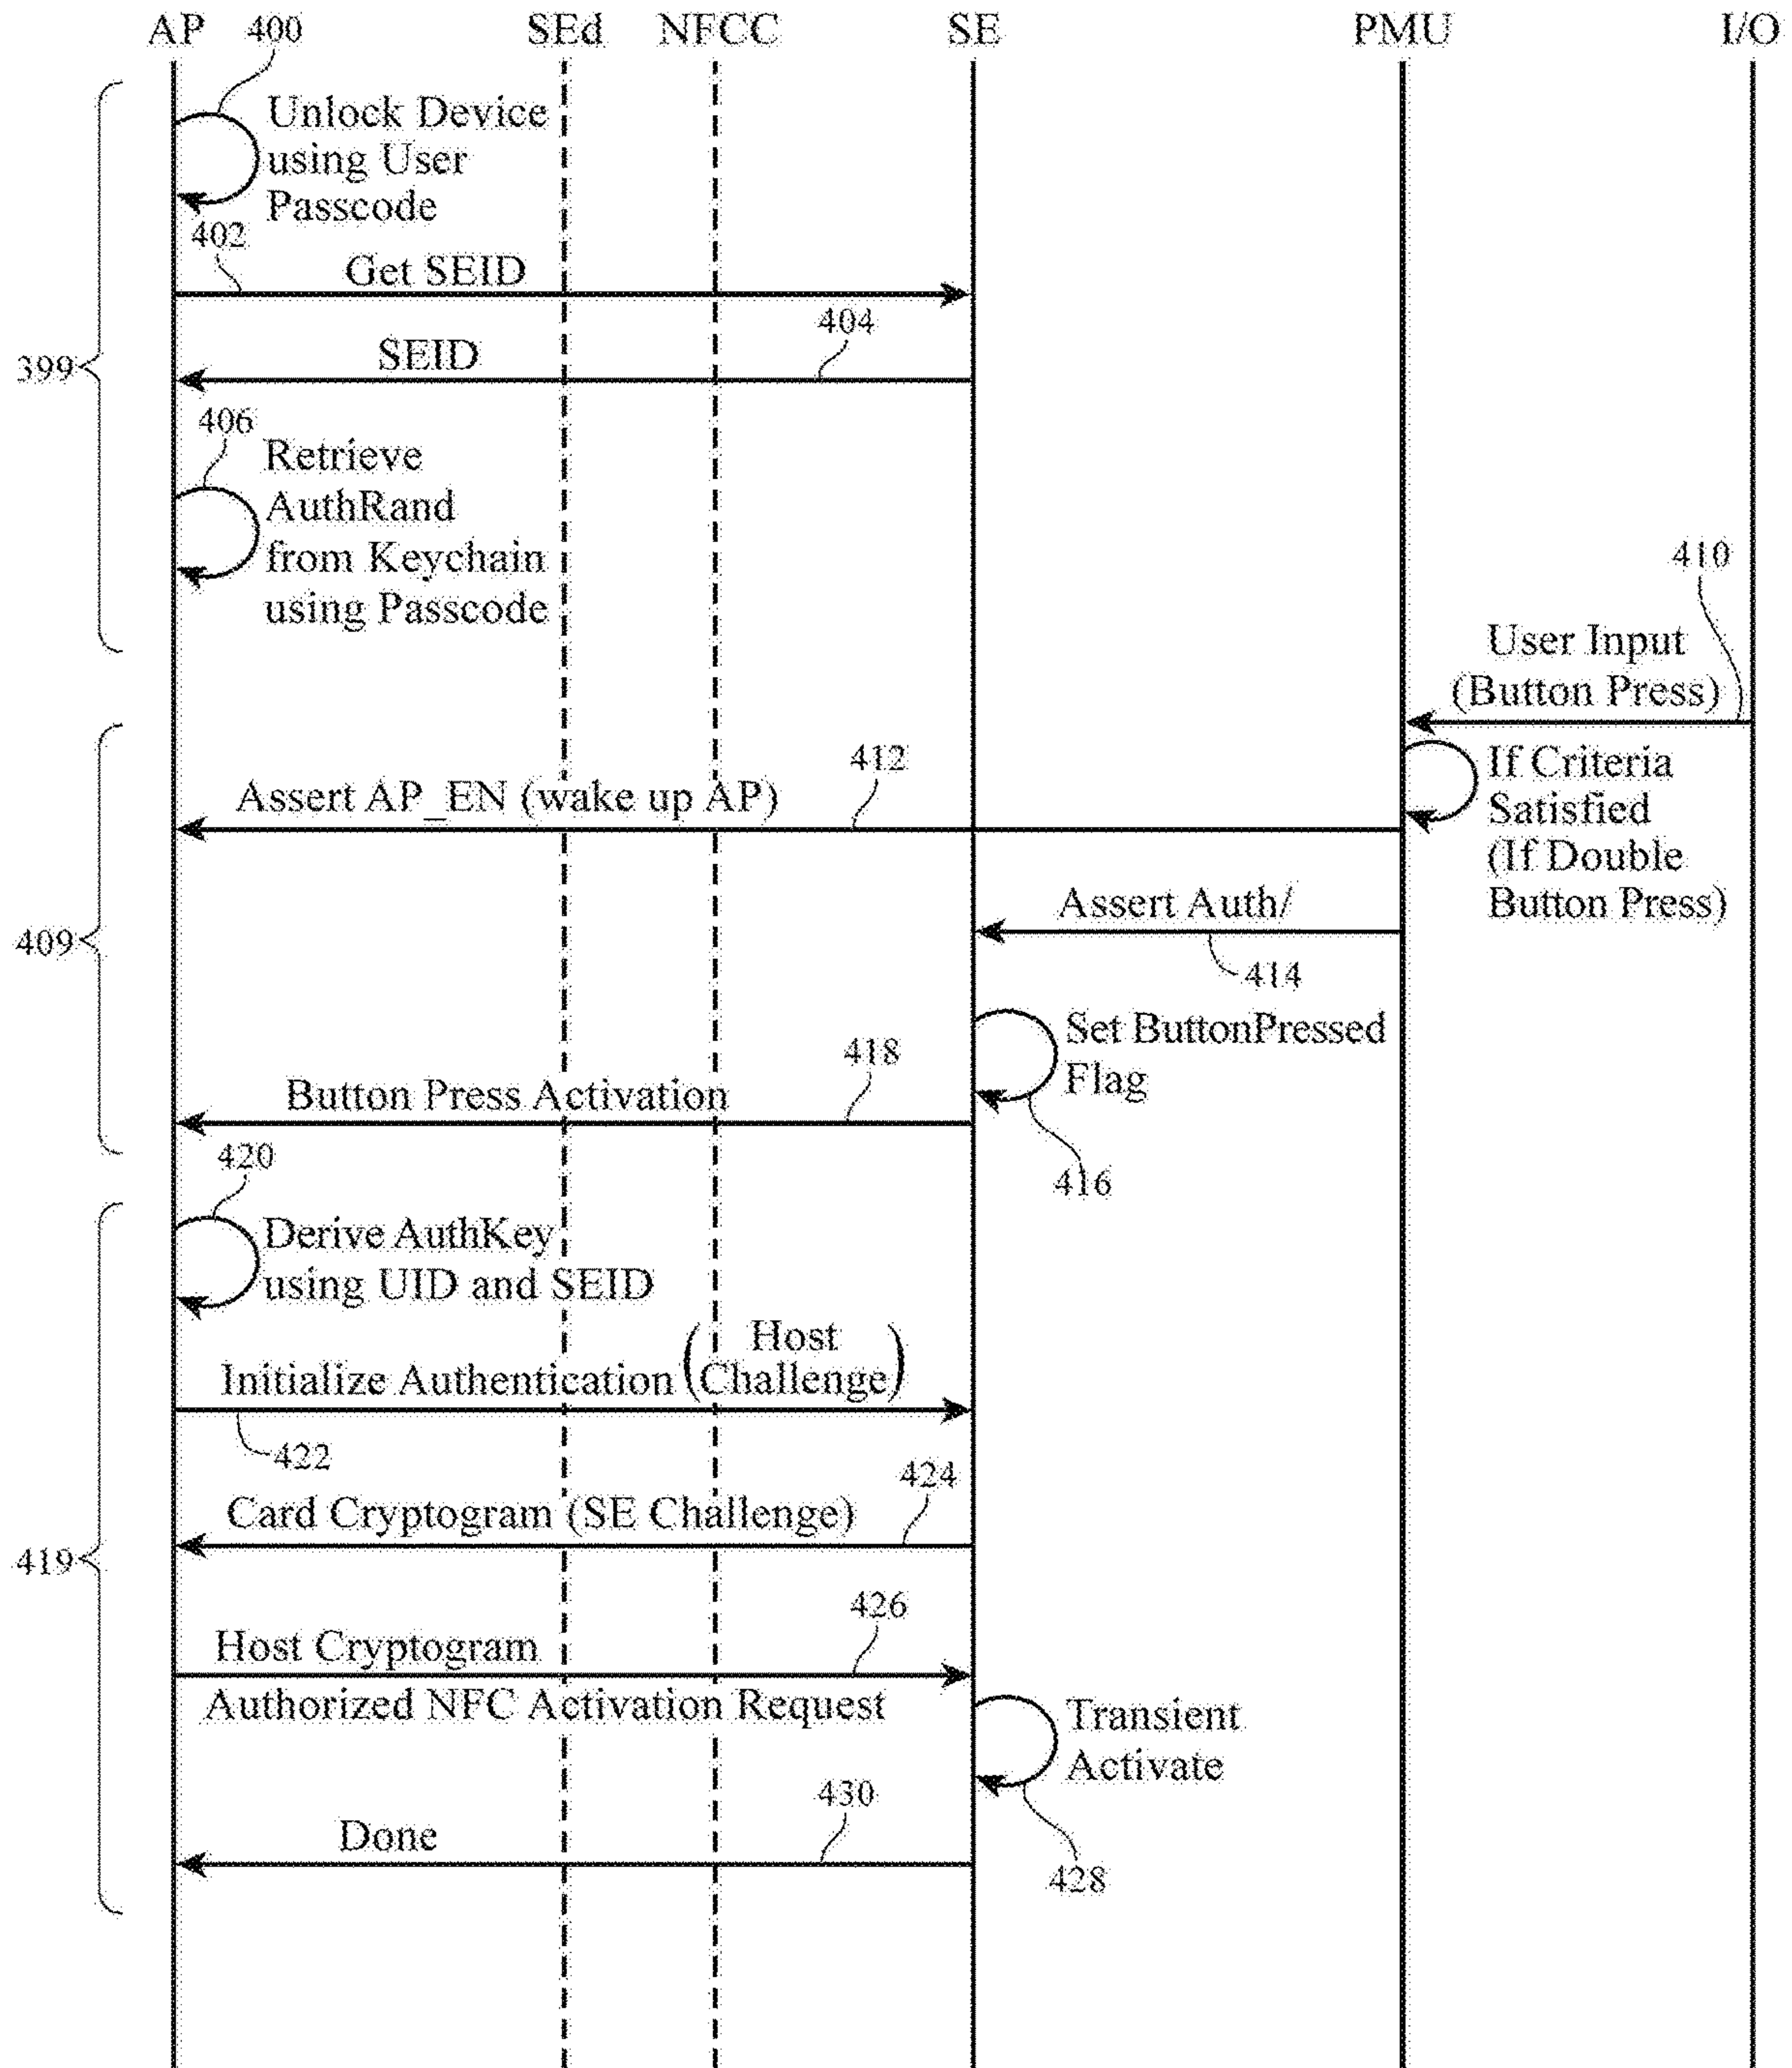 AP
SEd
NFCC
SE
PMU
I/O
400
Unlock Device
using User
Passcode
402
Get SEID
404
SEID
399
406
Retrieve
AuthRand
from Keychain
using Passcode
410
User Input
(Button Press)
412
Assert AP_EN (wake up AP)
If Criteria
Satisfied
(If Double
Button Press)
Assert Auth/
414
409
Set ButtonPressed
Flag
418
Button Press Activation
416
420
Derive AuthKey
using UID and SEID
Initialize Authentication (Host
Challenge)
422
424
Card Cryptogram (SE Challenge)
419
426
Host Cryptogram
Authorized NFC Activation Request
Transient
Activate
430
Done
428